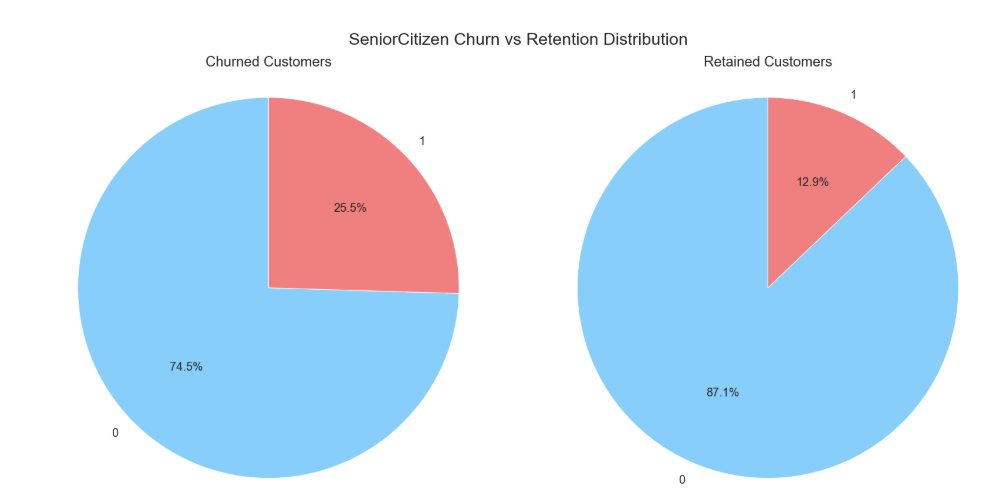 SeniorCitizen Churn vs Retention Distribution
Churned Customers
1
25.5%
74.5%
0
Retained Customers
1
12.9%
87.1%
0